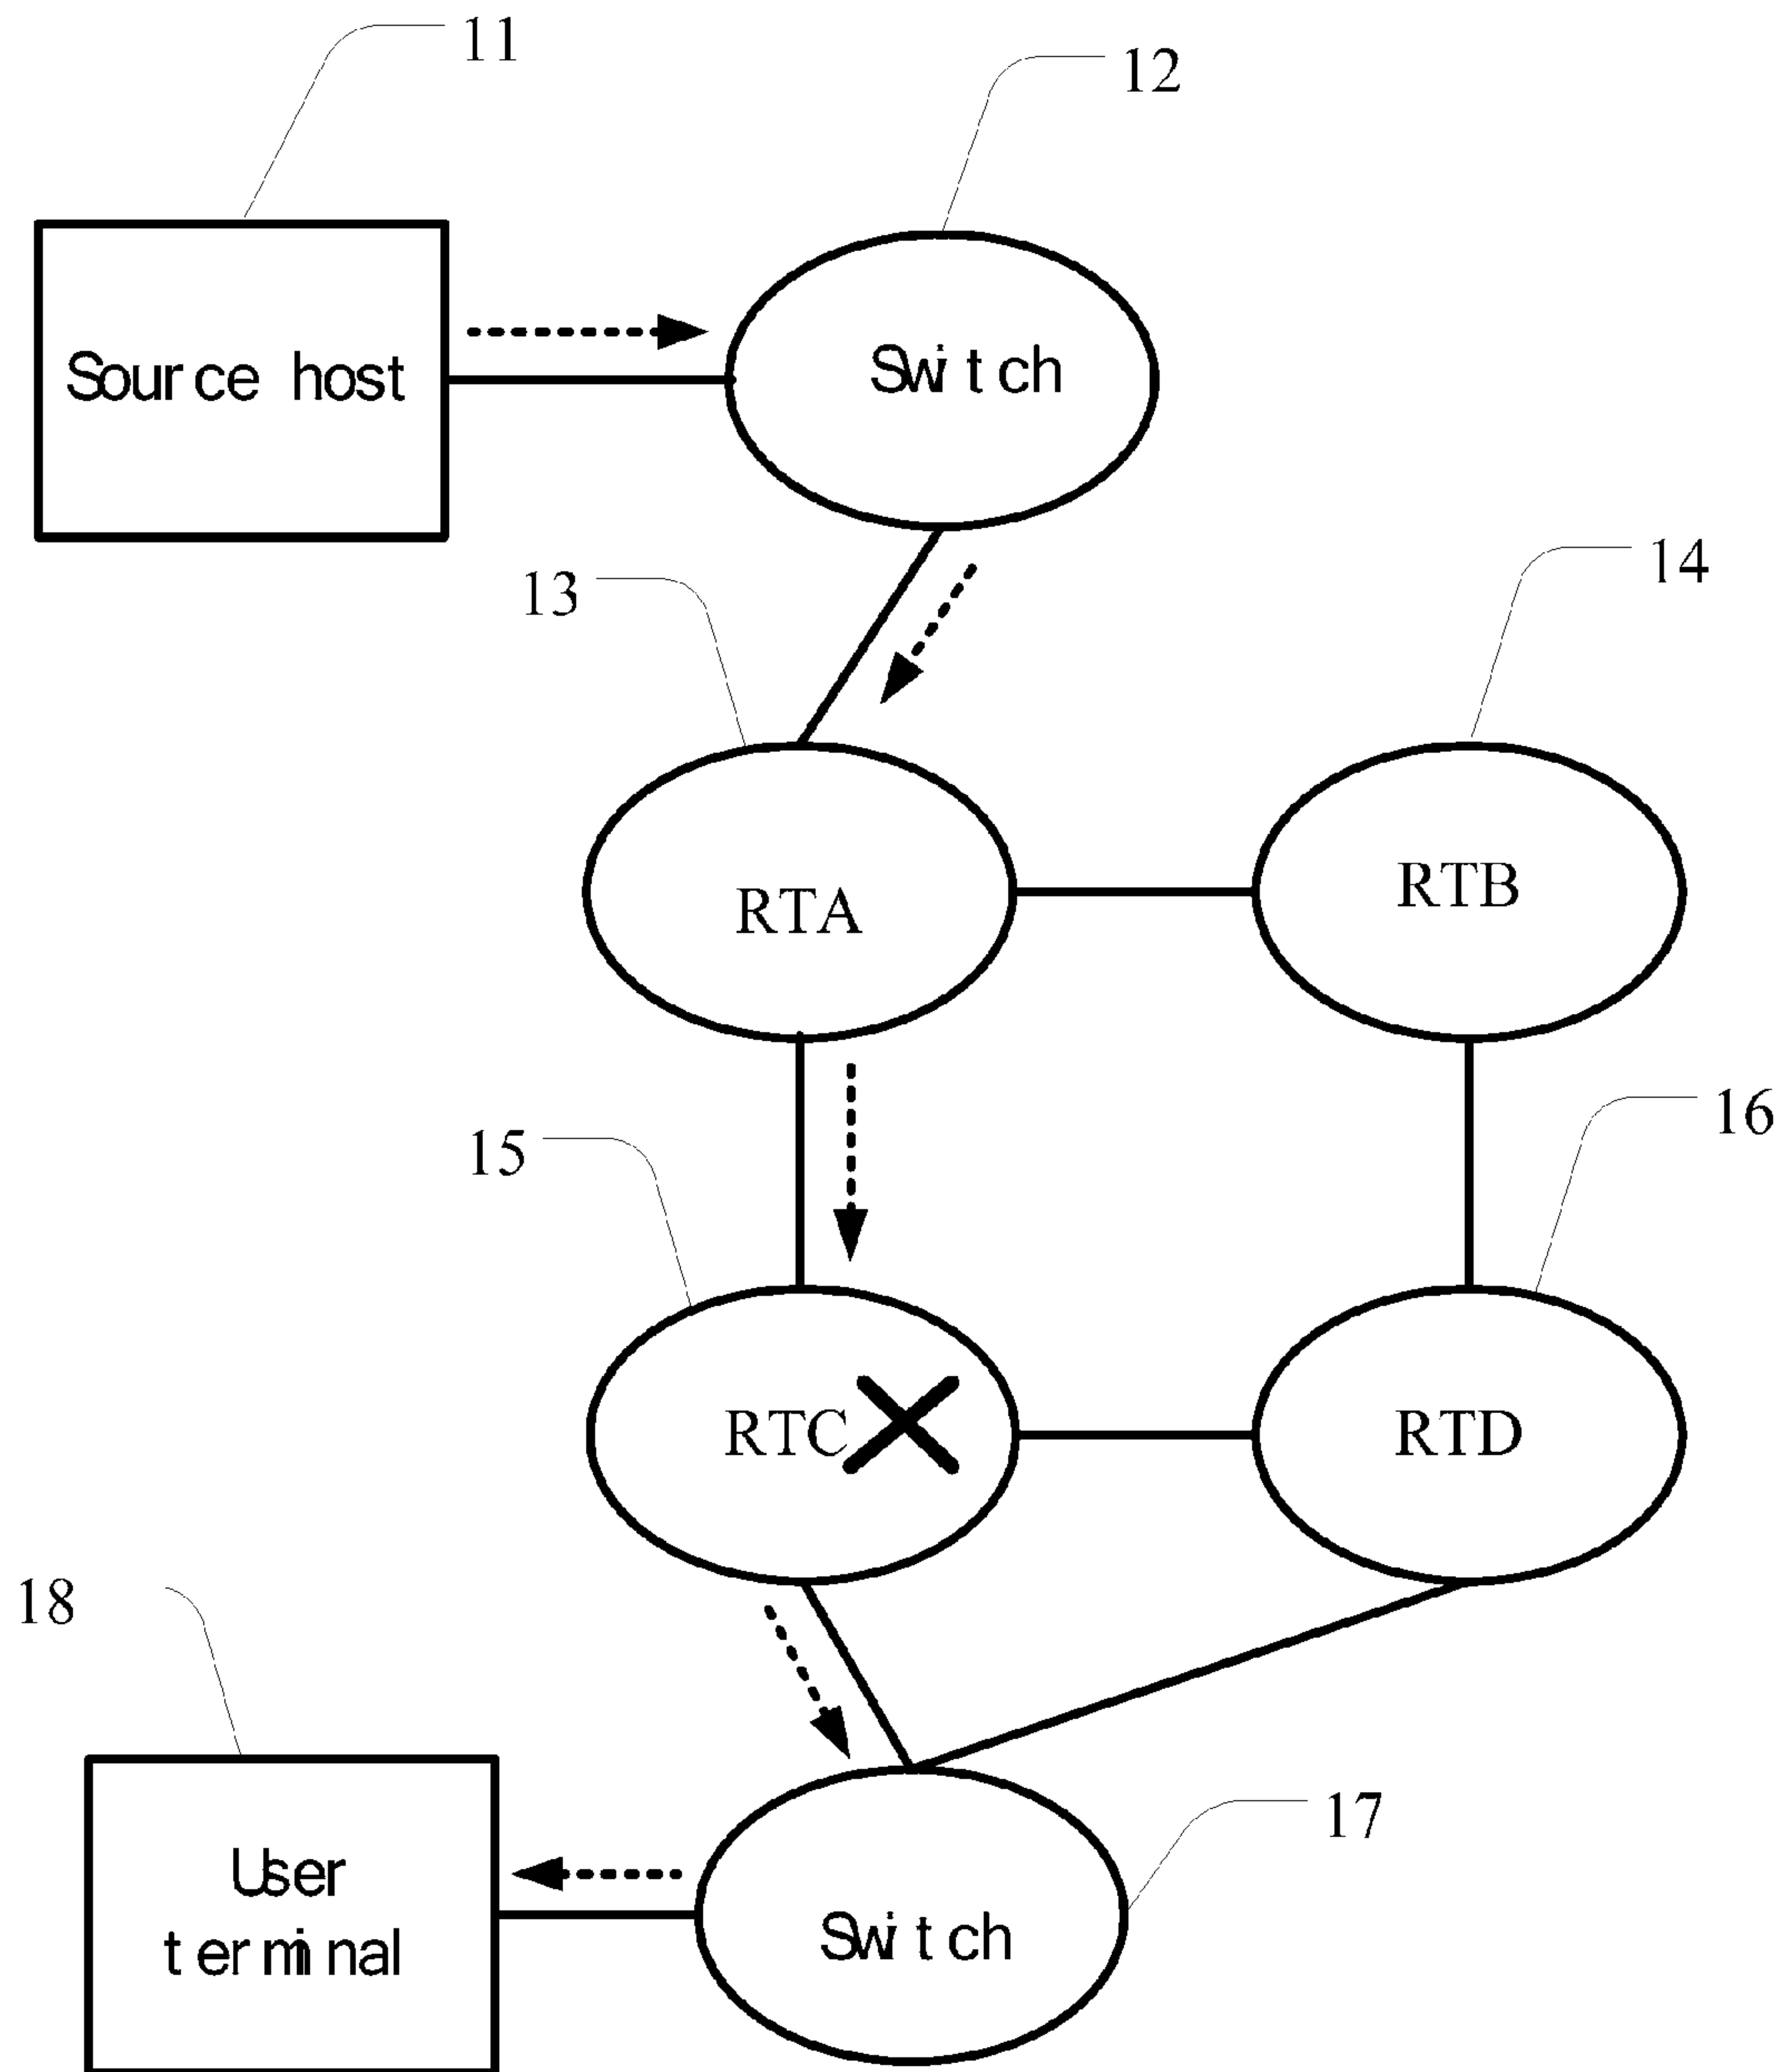 11
12
Source host
Switch
13
14
RTA
RTB
15
16
RTC
RTD
18
17
User
terminal
Switch